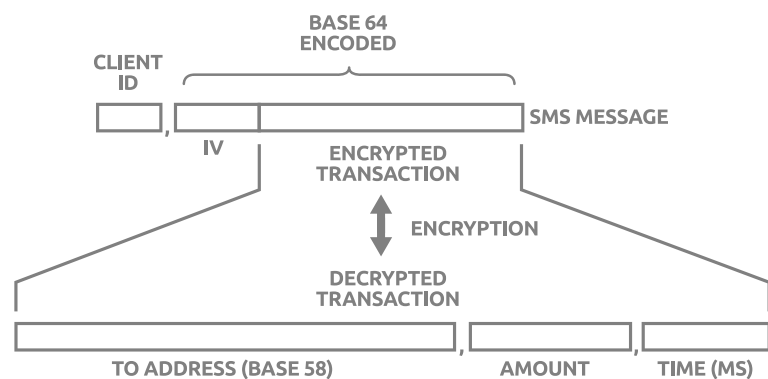 BASE 64
ENCODED
CLIENT
ID
,
SMS MESSAGE
IV
ENCRYPTED
TRANSACTION
ENCRYPTION
DECRYPTED
TRANSACTION
, ,
TO ADDRESS (BASE 58) AMOUNT TIME (MS)